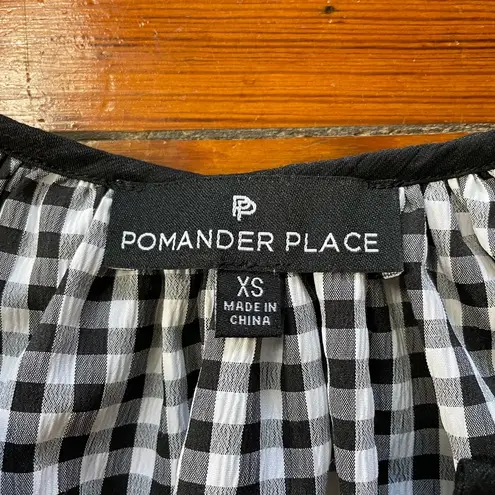 PP
POMANDER PLACE
XS
MADE IN
CHINA